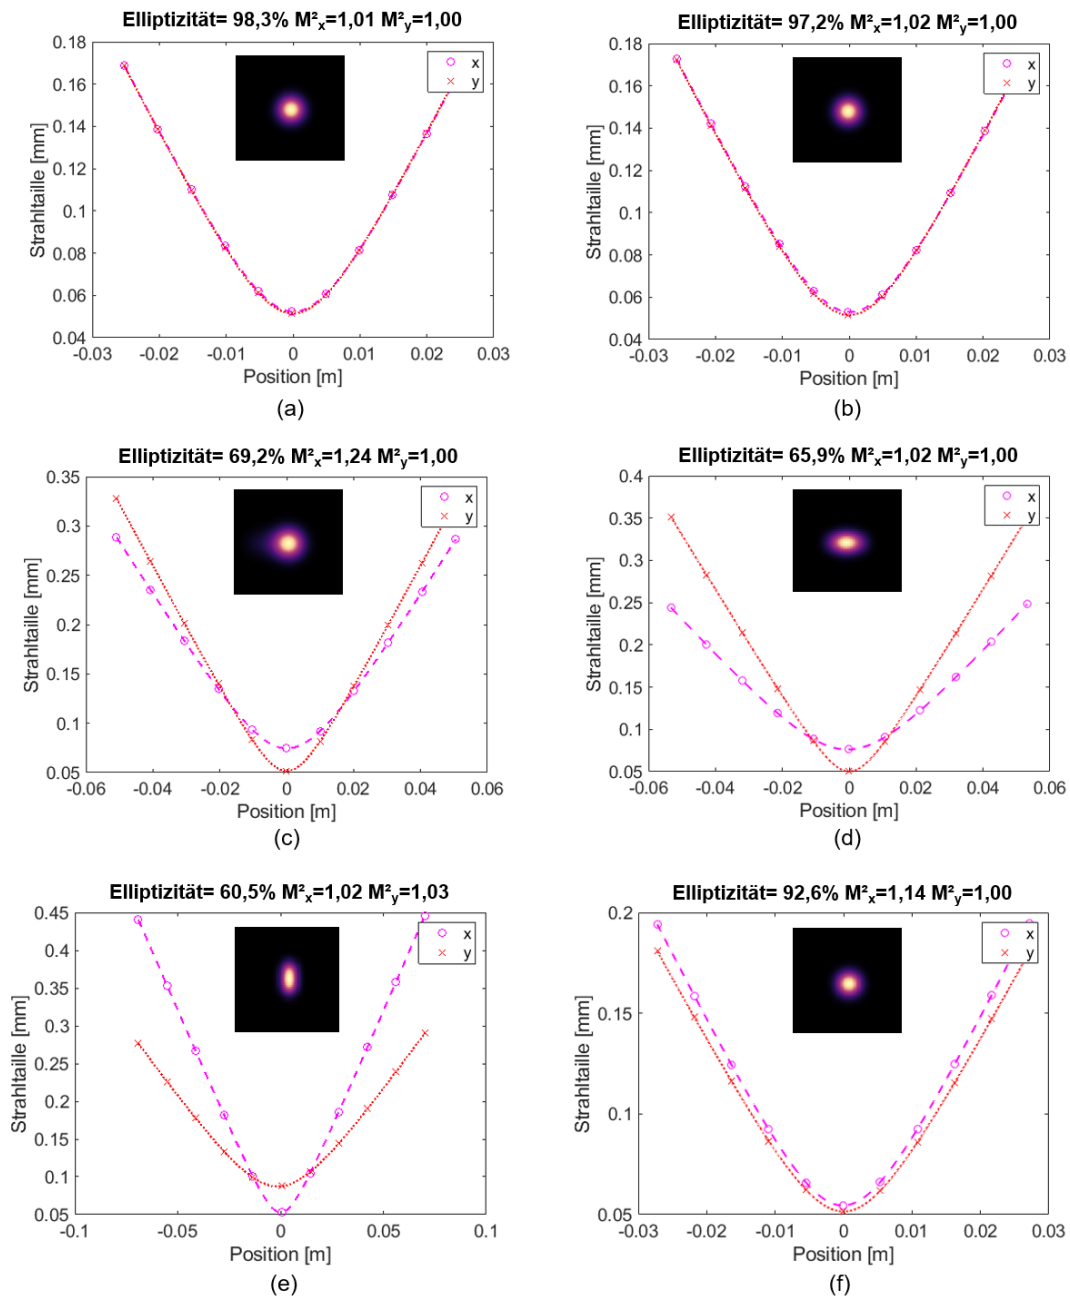 Elliptizität= 98,3% M²ₓ=1,01 M²ᵧ=1,00
Strahltaille [mm]
0.18
0.16
0.14
0.12
0.1
0.08
0.06
0.04
x
y
-0.03 -0.02 -0.01 0 0.01 0.02 0.03
Position [m]
(a)
Elliptizität= 97,2% M²ₓ=1,02 M²ᵧ=1,00
Strahltaille [mm]
0.18
0.16
0.14
0.12
0.1
0.08
0.06
0.04
x
y
-0.03 -0.02 -0.01 0 0.01 0.02 0.03
Position [m]
(b)
Elliptizität= 69,2% M²ₓ=1,24 M²ᵧ=1,00
Strahltaille [mm]
0.35
0.3
0.25
0.2
0.15
0.1
0.05
x
y
-0.06 -0.04 -0.02 0 0.02 0.04 0.06
Position [m]
(c)
Elliptizität= 65,9% M²ₓ=1,02 M²ᵧ=1,00
Strahltaille [mm]
0.4
0.35
0.3
0.25
0.2
0.15
0.1
0.05
x
y
-0.06 -0.04 -0.02 0 0.02 0.04 0.06
Position [m]
(d)
Elliptizität= 60,5% M²ₓ=1,02 M²ᵧ=1,03
Strahltaille [mm]
0.45
0.4
0.35
0.3
0.25
0.2
0.15
0.1
0.05
x
y
-0.1 -0.05 0 0.05 0.1
Position [m]
(e)
Elliptizität= 92,6% M²ₓ=1,14 M²ᵧ=1,00
Strahltaille [mm]
0.2
0.15
0.1
0.05
x
y
-0.03 -0.02 -0.01 0 0.01 0.02 0.03
Position [m]
(f)